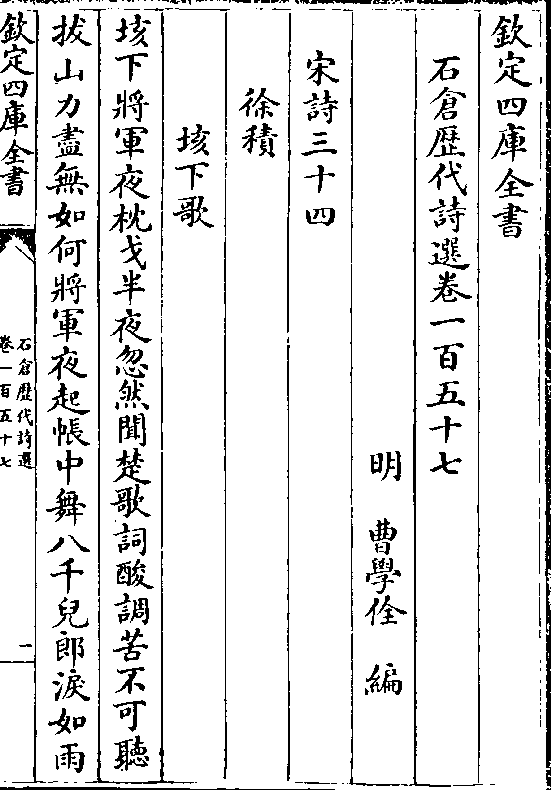 欽定四庫全書
石倉歴代詩選卷一百五十七
明 曹學佺 編
宋詩三十四
徐積
垓下歌
垓下將軍夜枕戈半夜忽然聞楚歌詞酸調苦不可聽
拔山力盡無如何將軍夜起帳中舞八千兒郎淚如雨
欽定四庫全書
石倉歷代詩選
卷一百五十七
一